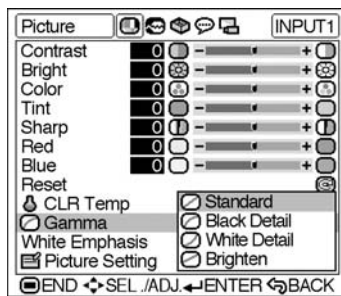 Picture INPUT1
Contrast 0 - +
Bright 0 - +
Color 0 - +
Tint 0 - +
Sharp 0 - +
Red 0 - +
Blue 0 - +
Reset
CLR Temp
Gamma
White Emphasis
Picture Setting
Standard
Black Detail
White Detail
Brighten
END SEL ./ADJ. ENTER BACK